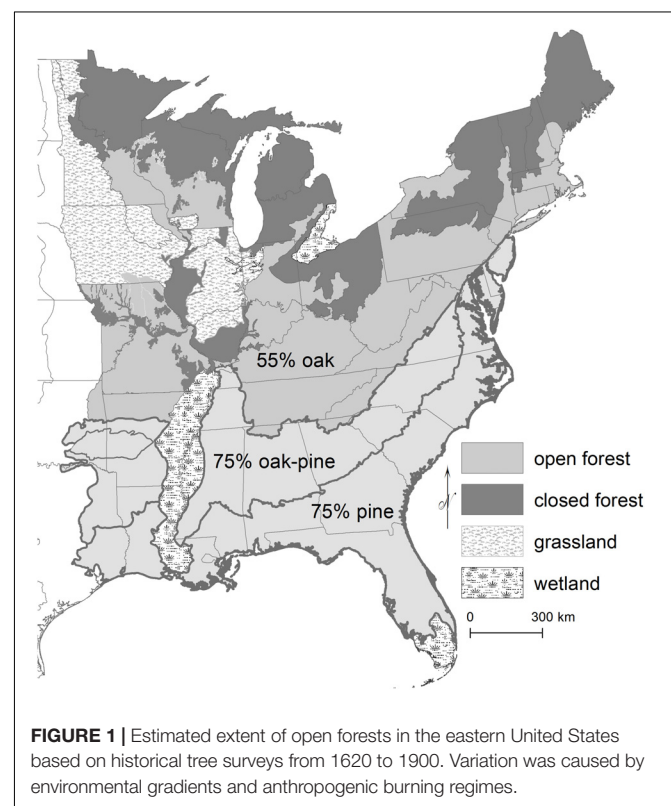 55% oak
75% oak-pine
75% pine
open forest
closed forest
grassland
wetland
N
0 300 km
FIGURE 1 | Estimated extent of open forests in the eastern United States
based on historical tree surveys from 1620 to 1900. Variation was caused by
environmental gradients and anthropogenic burning regimes.